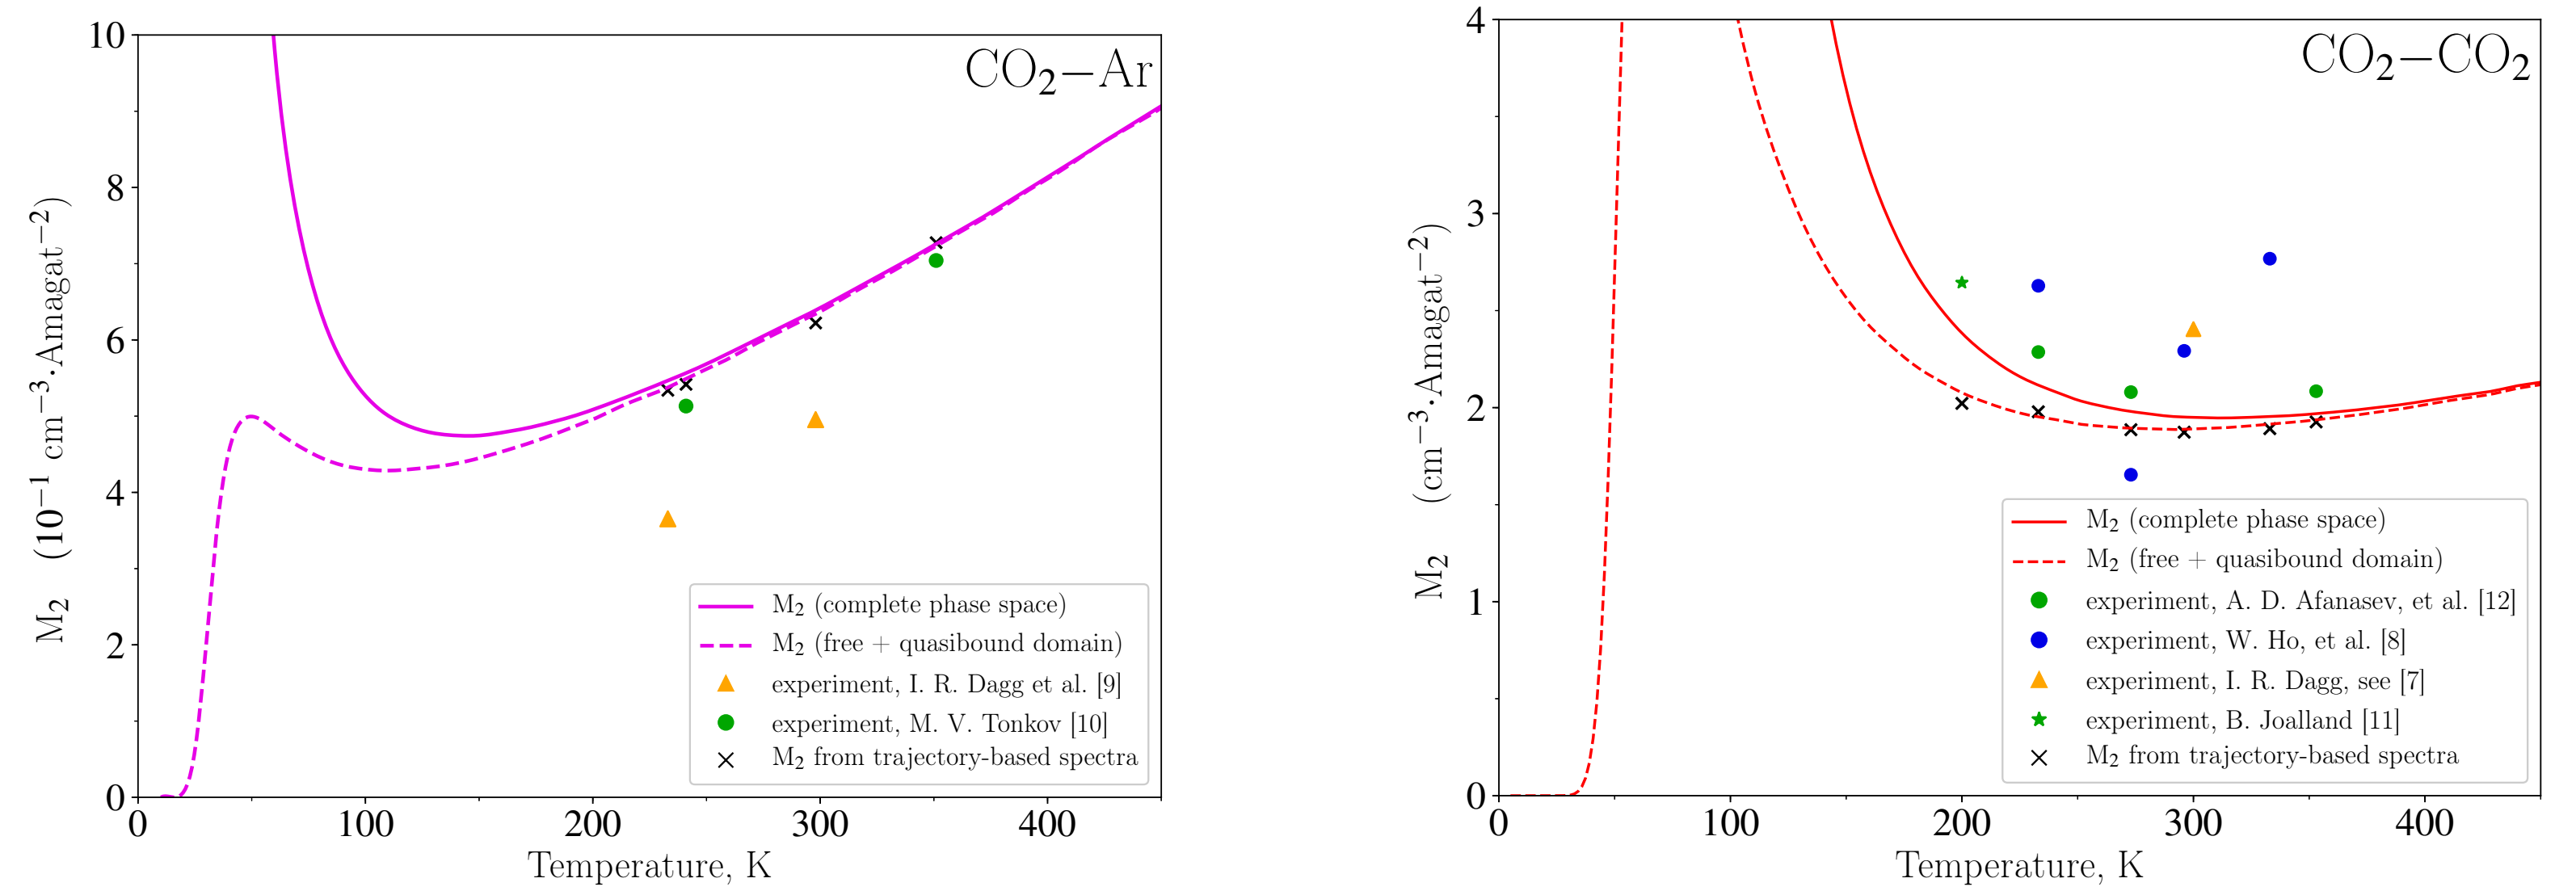 CO₂−Ar
M₂ (10⁻¹ cm⁻³·Amagat⁻²)
10
8
6
4
2
0
0 100 200 300 400
Temperature, K
M₂ (complete phase space)
M₂ (free + quasibound domain)
experiment, I. R. Dagg et al. [9]
experiment, M. V. Tonkov [10]
M₂ from trajectory-based spectra
CO₂−CO₂
M₂ (cm⁻³·Amagat⁻²)
4
3
2
1
0
0 100 200 300 400
Temperature, K
M₂ (complete phase space)
M₂ (free + quasibound domain)
experiment, A. D. Afanasev, et al. [12]
experiment, W. Ho, et al. [8]
experiment, I. R. Dagg, see [7]
experiment, B. Joalland [11]
M₂ from trajectory-based spectra